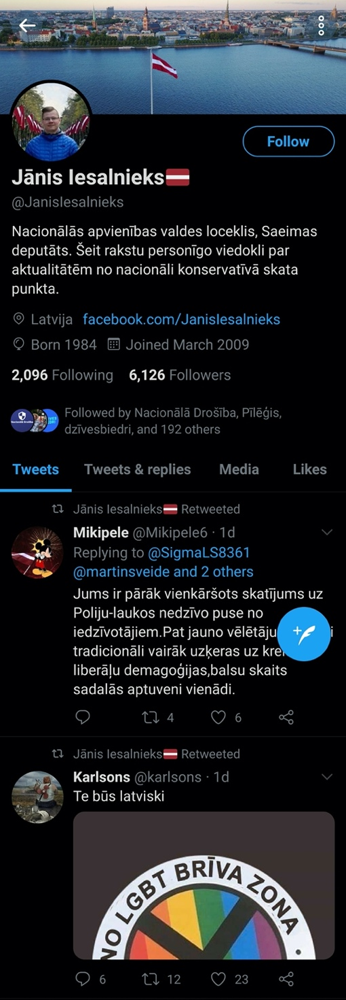 Follow
Jānis Iesalnieks
@JanisIesalnieks
Nacionālās apvienības valdes loceklis, Saeimas
deputāts. Šeit rakstu personīgo viedokli par
aktualitātēm no nacionāli konservatīvā skata
punkta.
Latvija facebook.com/JanisIesalnieks
Born 1984 Joined March 2009
2,096 Following 6,126 Followers
Followed by Nacionālā Drošība, Pīlēģis,
dzīvesbiedri, and 192 others
Tweets Tweets & replies Media Likes
Jānis Iesalnieks Retweeted
Mikipele @Mikipele6 · 1d
Replying to @SigmaLS8361
@martinsveide and 2 others
Jums ir pārāk vienkāršots skatījums uz
Poliju-laukos nedzīvo puse no
iedzīvotājiem.Pat jauno vēlētāju
tradicionāli vairāk uzķeras uz
liberāļu demagoģijas,balsu skaits
sadalās aptuveni vienādi.
4 6
Jānis Iesalnieks Retweeted
Karlsons @karlsons · 1d
Te būs latviski
NO LGBT BRĪVA ZONA
6 12 23